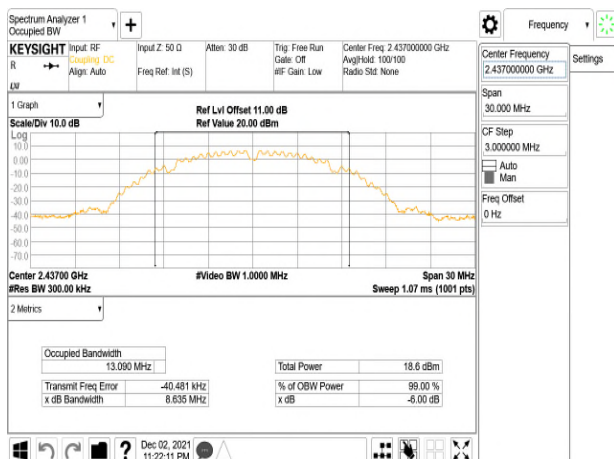 Spectrum Analyzer 1
Occupied BW
+
Frequency
KEYSIGHT
R
LXI
Input: RF
Coupling: DC
Align: Auto
Input Z: 50 Ω
Freq Ref: Int (S)
Atten: 30 dB
Trig: Free Run
Gate: Off
#IF Gain: Low
Center Freq: 2.437000000 GHz
Avg|Hold: 100/100
Radio Std: None
Center Frequency
2.437000000 GHz
Settings
Span
30.000 MHz
CF Step
3.000000 MHz
Auto
Man
Freq Offset
0 Hz
1 Graph
Scale/Div 10.0 dB
Ref Lvl Offset 11.00 dB
Ref Value 20.00 dBm
Log
10.0
0.00
-10.0
-20.0
-30.0
-40.0
-50.0
-60.0
-70.0
Center 2.43700 GHz
#Res BW 300.00 kHz
#Video BW 1.0000 MHz
Span 30 MHz
Sweep 1.07 ms (1001 pts)
2 Metrics
Occupied Bandwidth
13.090 MHz
Total Power 18.6 dBm
Transmit Freq Error -40.481 kHz
% of OBW Power 99.00 %
x dB Bandwidth 8.635 MHz
x dB -6.00 dB
?
Dec 02, 2021
11:22:11 PM